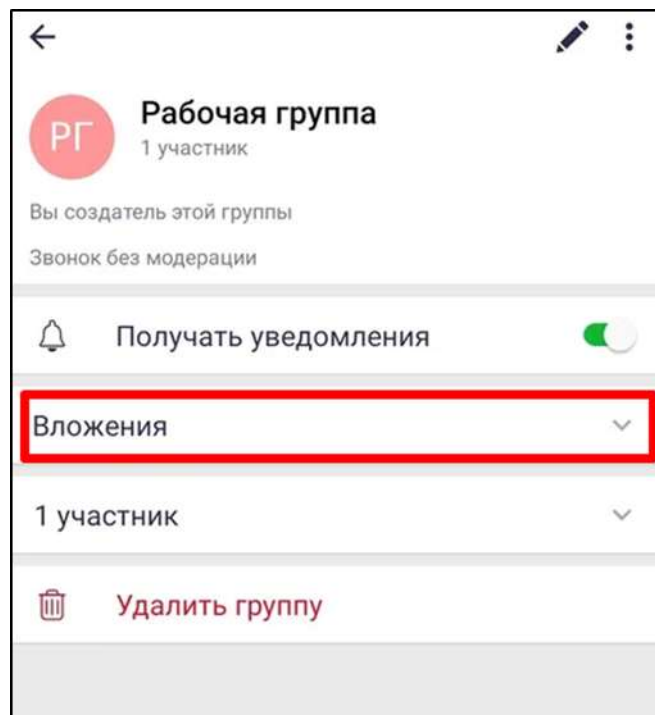 РГ
Рабочая группа
1 участник
Вы создатель этой группы
Звонок без модерации
Получать уведомления
Вложения
1 участник
Удалить группу